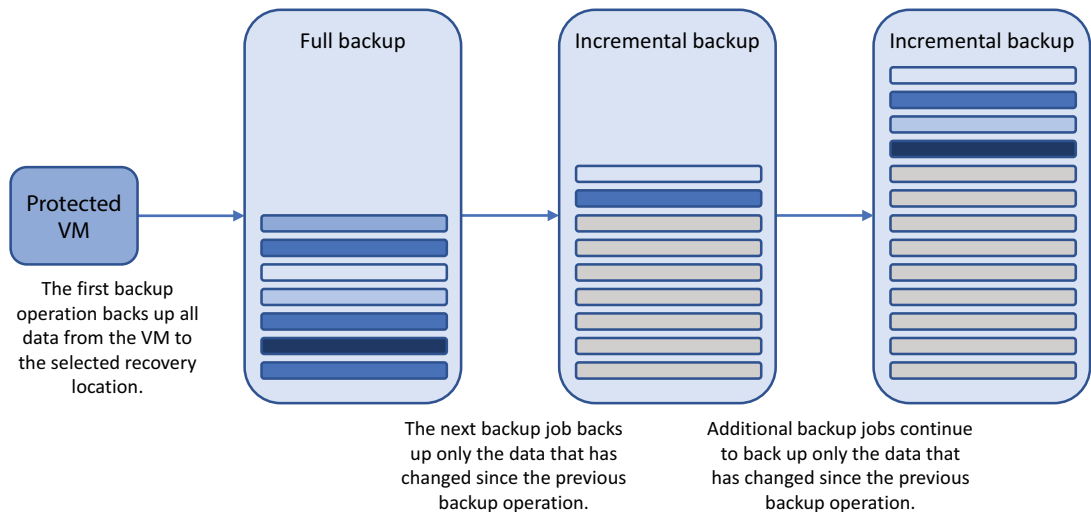 Full backup
Incremental backup
Incremental backup
Protected
VM
The first backup
operation backs up all
data from the VM to
the selected recovery
location.
The next backup job backs
up only the data that has
changed since the previous
backup operation.
Additional backup jobs continue
to back up only the data that
has changed since the previous
backup operation.